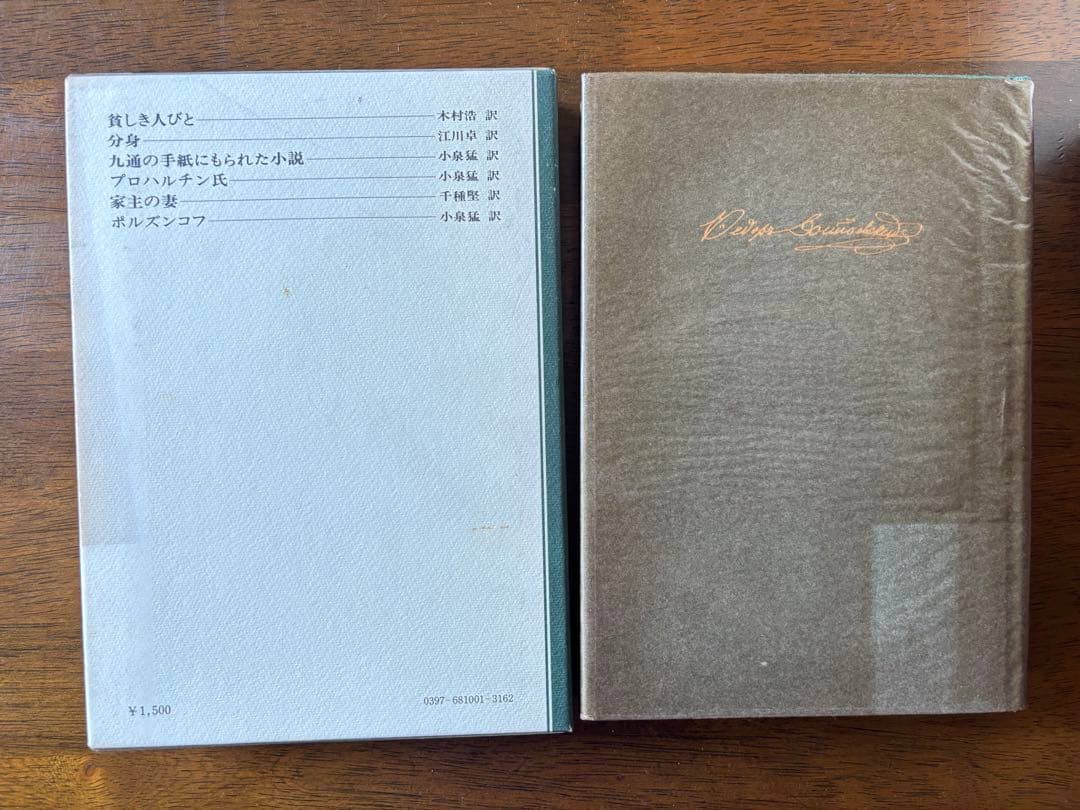 貧しき人びと――――木村浩 訳
分身――――江川卓 訳
九通の手紙にもられた小説――――小泉猛 訳
プロハルチン氏――――小泉猛 訳
家主の妻――――千種堅 訳
ポルズンコフ――――小泉猛 訳
¥1,500
0397-681001-3162
Ѳедоръ Достоевскій